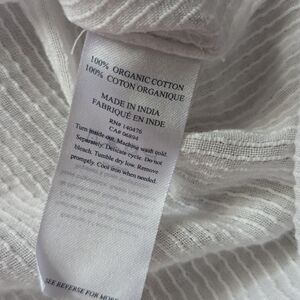 100% ORGANIC COTTON
100% COTON ORGANIQUE
MADE IN INDIA
FABRIQUÉ EN INDE
RN# 140476
CA# 06894
Turn inside out. Machine wash cold.
Separately. Delicate cycle. Do not
bleach. Tumble dry low. Remove
promptly. Cool iron when needed.
SEE REVERSE FOR MORE